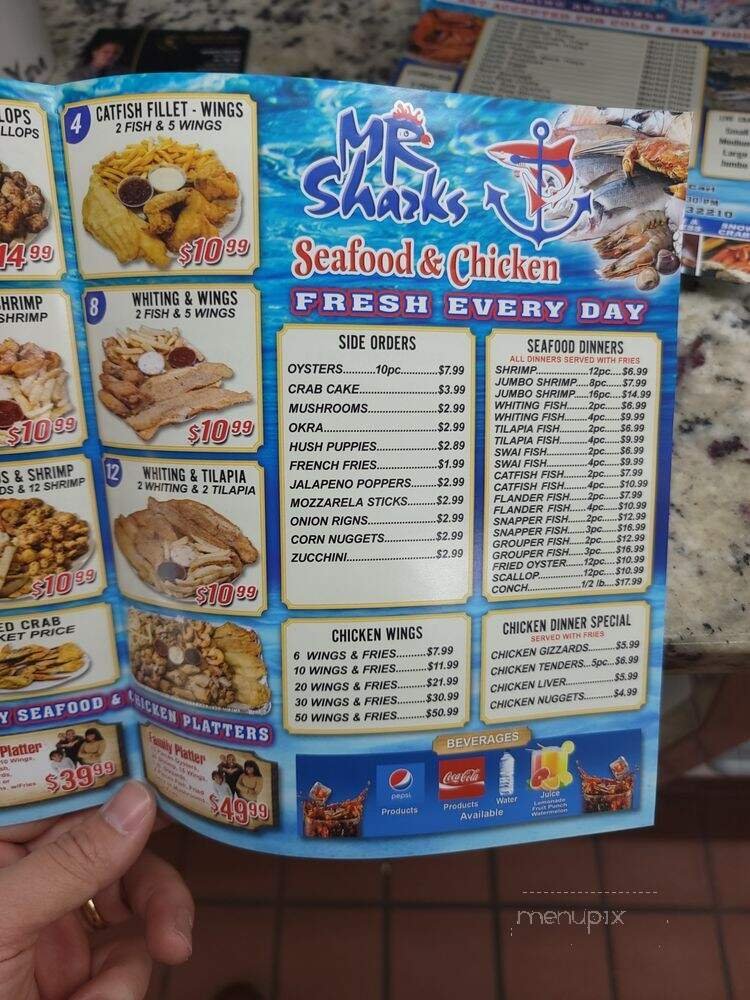 4
CATFISH FILLET - WINGS
2 FISH & 5 WINGS
$10.99
8
WHITING & WINGS
2 FISH & 5 WINGS
$10.99
12
WHITING & TILAPIA
2 WHITING & 2 TILAPIA
$10.99
14.99
SHRIMP
$10.99
& SHRIMP
& 12 SHRIMP
$10.99
CRAB
PRICE
SEAFOOD & CHICKEN PLATTERS
Platter
$39.99
Family Platter
$49.99
MR Sharks
Seafood & Chicken
FRESH EVERY DAY
SIDE ORDERS
OYSTERS...........10pc............$7.99
CRAB CAKE..........................$3.99
MUSHROOMS........................$2.99
OKRA..................................$2.99
HUSH PUPPIES......................$2.89
FRENCH FRIES......................$1.99
JALAPENO POPPERS..............$2.99
MOZZARELA STICKS..............$2.99
ONION RIGNS.......................$2.99
CORN NUGGETS....................$2.99
ZUCCHINI.............................$2.99
SEAFOOD DINNERS
ALL DINNERS SERVED WITH FRIES
SHRIMP....................12pc....$6.99
JUMBO SHRIMP....8pc.....$7.99
JUMBO SHRIMP....16pc....$14.99
WHITING FISH.......2pc.....$6.99
WHITING FISH.......4pc.....$9.99
TILAPIA FISH........2pc.....$6.99
TILAPIA FISH........4pc.....$9.99
SWAI FISH............2pc.....$6.99
SWAI FISH............4pc.....$9.99
CATFISH FISH.......2pc.....$7.99
CATFISH FISH.......4pc.....$10.99
FLANDER FISH......2pc.....$7.99
FLANDER FISH......4pc.....$10.99
SNAPPER FISH......2pc.....$12.99
SNAPPER FISH......3pc.....$16.99
GROUPER FISH.....2pc.....$12.99
GROUPER FISH.....3pc.....$16.99
FRIED OYSTER......12pc....$10.99
SCALLOP................12pc....$10.99
CONCH...................1/2 lb....$17.99
CHICKEN WINGS
6 WINGS & FRIES..........$7.99
10 WINGS & FRIES.........$11.99
20 WINGS & FRIES.........$21.99
30 WINGS & FRIES.........$30.99
50 WINGS & FRIES.........$50.99
CHICKEN DINNER SPECIAL
SERVED WITH FRIES
CHICKEN GIZZARDS.......$5.99
CHICKEN TENDERS...5pc...$6.99
CHICKEN LIVER...............$5.99
CHICKEN NUGGETS.........$4.99
BEVERAGES
pepsi
Products
Coca-Cola
Products
Available
Water
Juice
Lemonade
Fruit Punch
Watermelon
32210
menupix